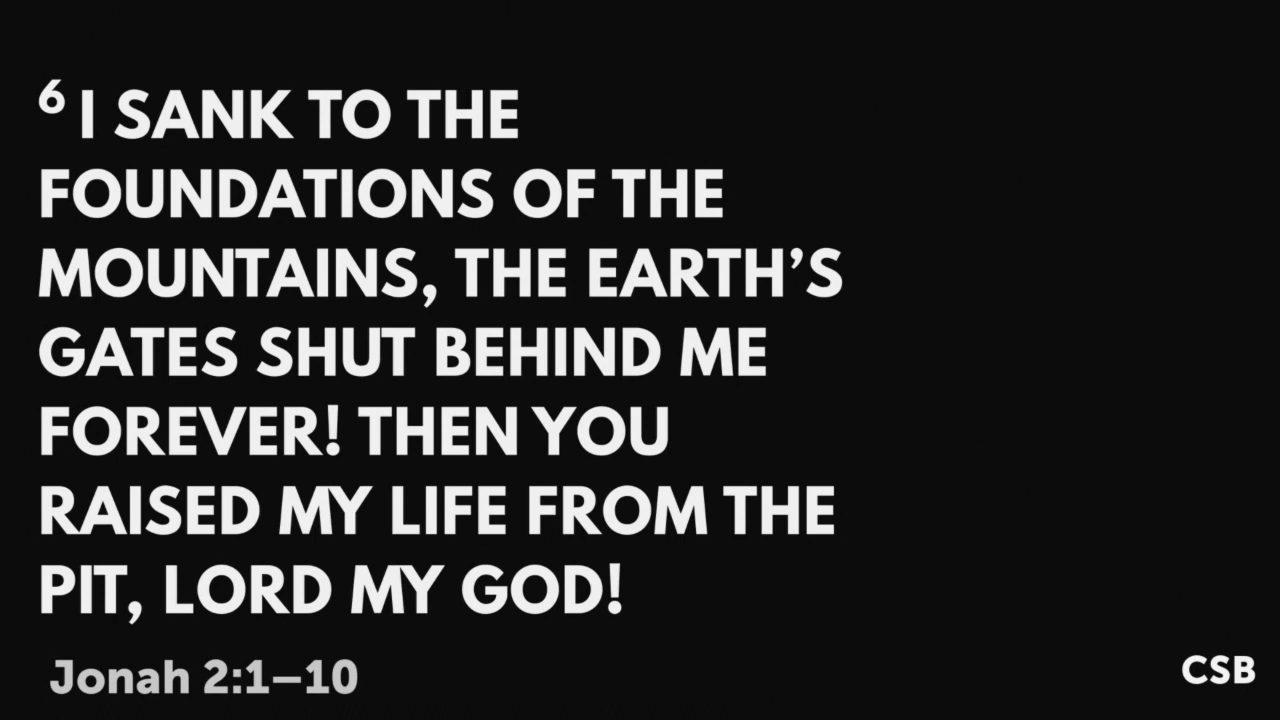 6 I SANK TO THE
FOUNDATIONS OF THE
MOUNTAINS, THE EARTH’S
GATES SHUT BEHIND ME
FOREVER! THEN YOU
RAISED MY LIFE FROM THE
PIT, LORD MY GOD!
Jonah 2:1–10
CSB